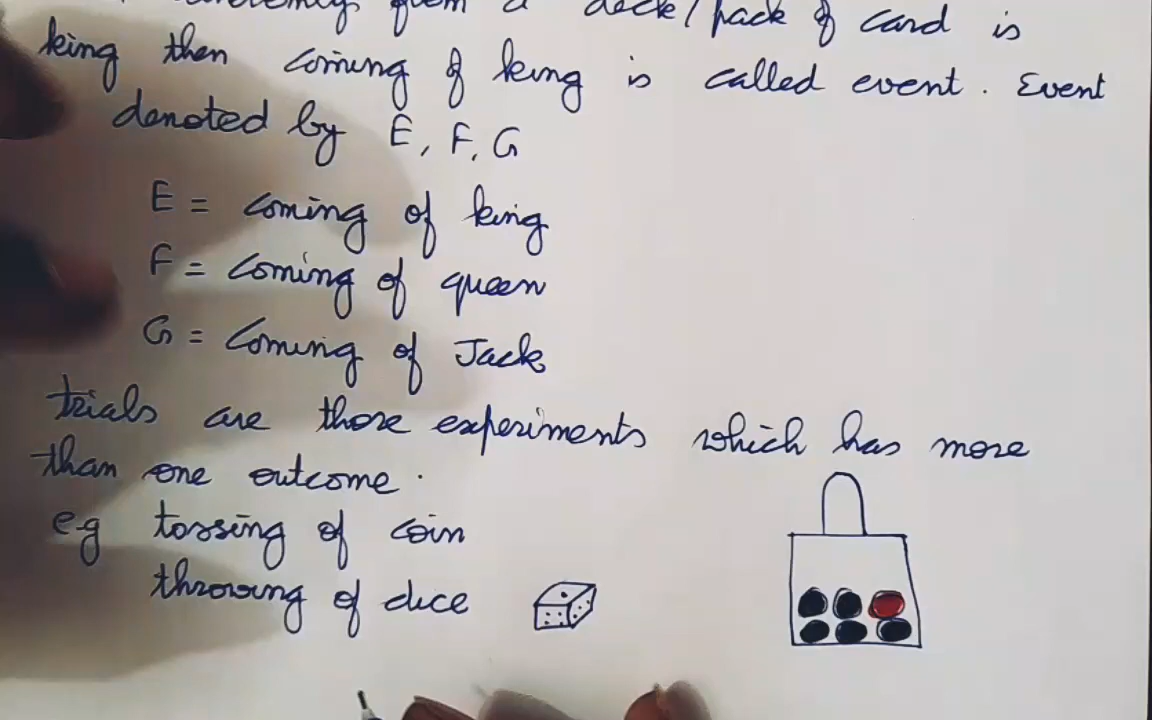 from a deck/pack of card is
king then coming of king is called event. Event
denoted by E, F, G
E = coming of king
F = coming of queen
G = coming of Jack
trials are those experiments which has more
than one outcome.
e.g tossing of coin
throwing of dice